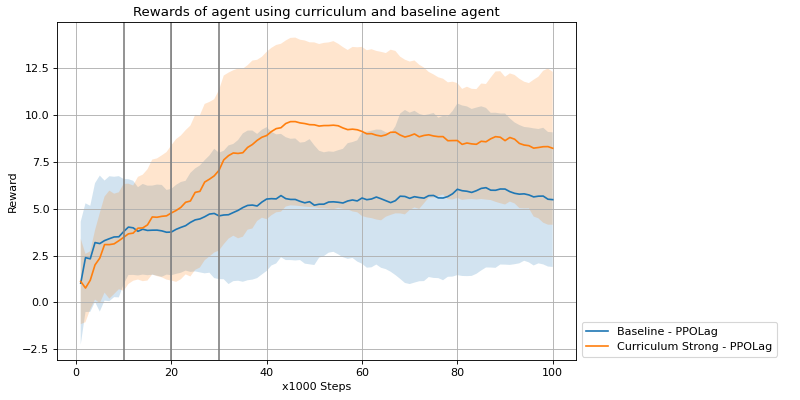 Rewards of agent using curriculum and baseline agent
12.5
10.0
7.5
5.0
2.5
0.0
−2.5
Reward
0 20 40 60 80 100
x1000 Steps
Baseline - PPOLag
Curriculum Strong - PPOLag